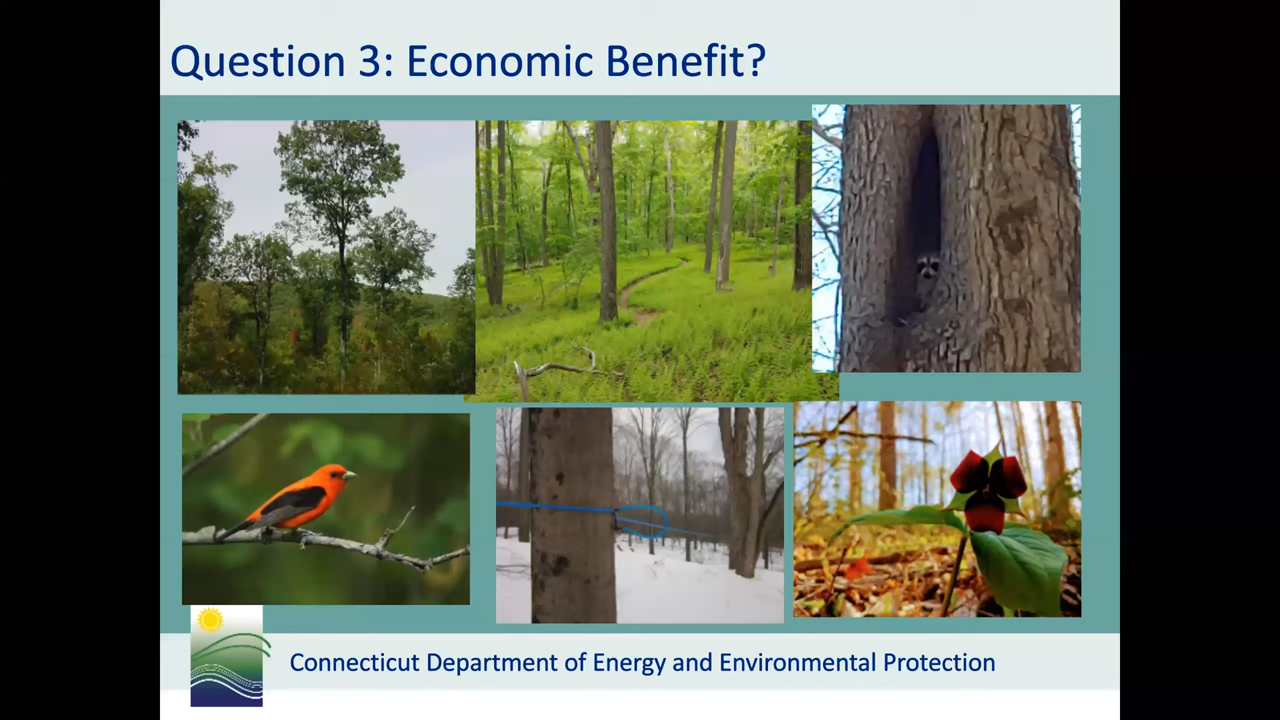 Question 3: Economic Benefit?
Connecticut Department of Energy and Environmental Protection